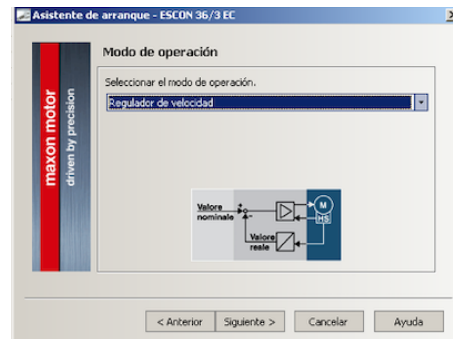 Asistente de arranque - ESCON 36/3 EC
Modo de operación
Seleccionar el modo de operación.
Regulador de velocidad
maxon motor
driven by precision
Valore
nominale
+
-
M
HS
Valore
reale
< Anterior
Siguiente >
Cancelar
Ayuda